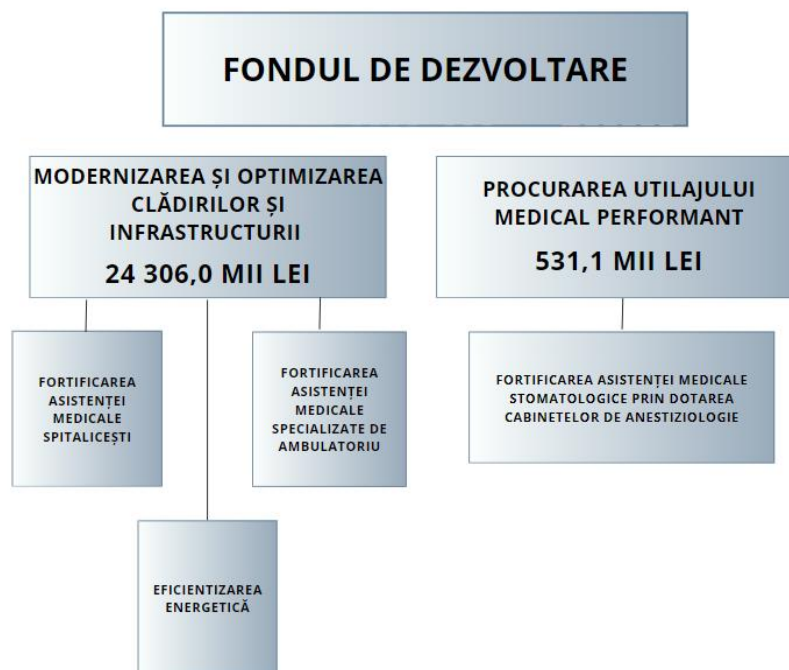 FONDUL DE DEZVOLTARE
MODERNIZAREA ȘI OPTIMIZAREA
CLĂDIRILOR ȘI
INFRASTRUCTURII
24 306,0 MII LEI
PROCURAREA UTILAJULUI
MEDICAL PERFORMANT
531,1 MII LEI
FORTIFICAREA
ASISTENȚEI
MEDICALE
SPITALICEȘTI
FORTIFICAREA
ASISTENȚEI
MEDICALE
SPECIALIZATE DE
AMBULATORIU
FORTIFICAREA ASISTENȚEI MEDICALE
STOMATOLOGICE PRIN DOTAREA
CABINETELOR DE ANESTIZIOLOGIE
EFICIENTIZAREA
ENERGETICĂ